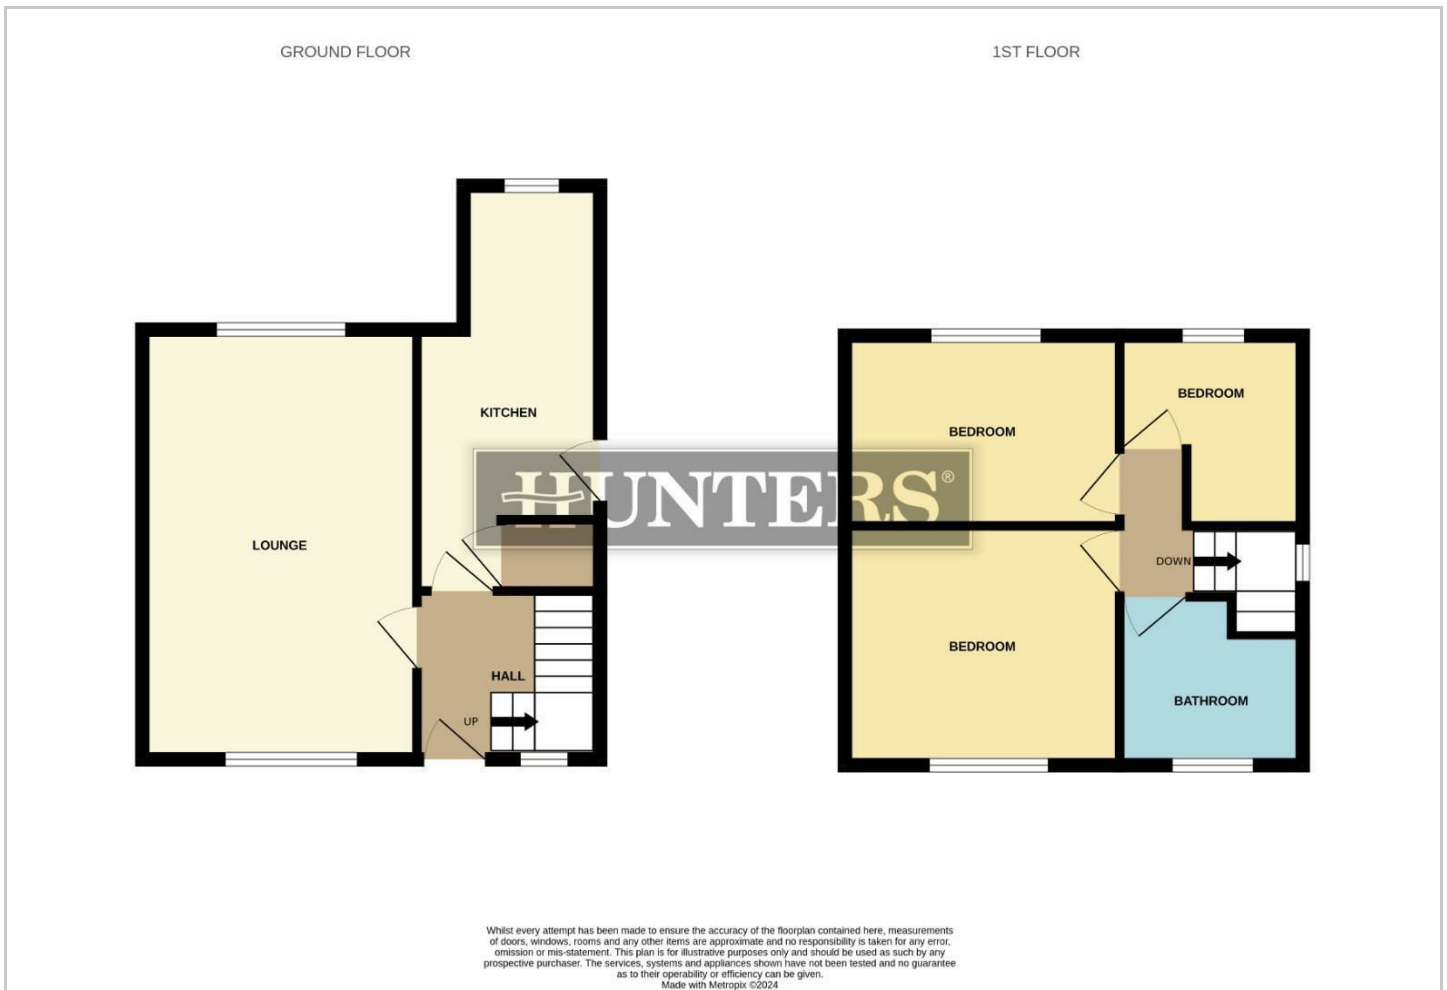 GROUND FLOOR
1ST FLOOR
KITCHEN
LOUNGE
HALL
UP
BEDROOM
BEDROOM
DOWN
BEDROOM
BATHROOM
HUNTERS®
Whilst every attempt has been made to ensure the accuracy of the floorplan contained here, measurements
of doors, windows, rooms and any other items are approximate and no responsibility is taken for any error,
omission or mis-statement. This plan is for illustrative purposes only and should be used as such by any
prospective purchaser. The services, systems and appliances shown have not been tested and no guarantee
as to their operability or efficiency can be given.
Made with Metropix ©2024